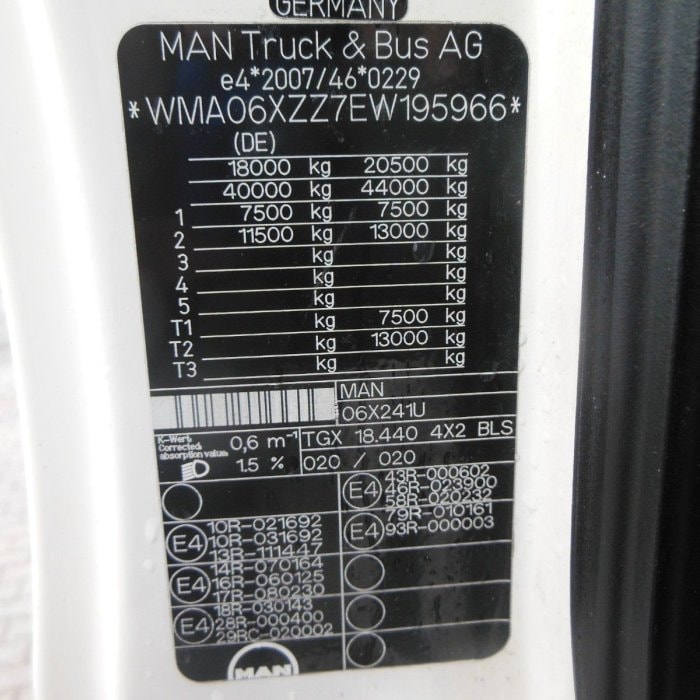 GERMANY
MAN Truck & Bus AG
e4*2007/46*0229
*WMA06XZZ7EW195966*
(DE)
18000 kg 20500 kg
40000 kg 44000 kg
1 7500 kg 7500 kg
2 11500 kg 13000 kg
3 kg kg
4 kg kg
5 kg kg
T1 kg 7500 kg
T2 kg 13000 kg
T3 kg kg
MAN
06X241U
K-Wert
Corrected
absorption value
0,6 m⁻¹
TGX 18.440 4X2 BLS
1.5 %
020 / 020
E4
43R-000602
46R-023900
58R-020232
E4
79R-010161
93R-000003
E4
10R-021692
10R-031692
13R-111447
E4
14R-070164
16R-060125
17R-080230
E4
18R-030143
28R-000400
29RC-020002
MAN